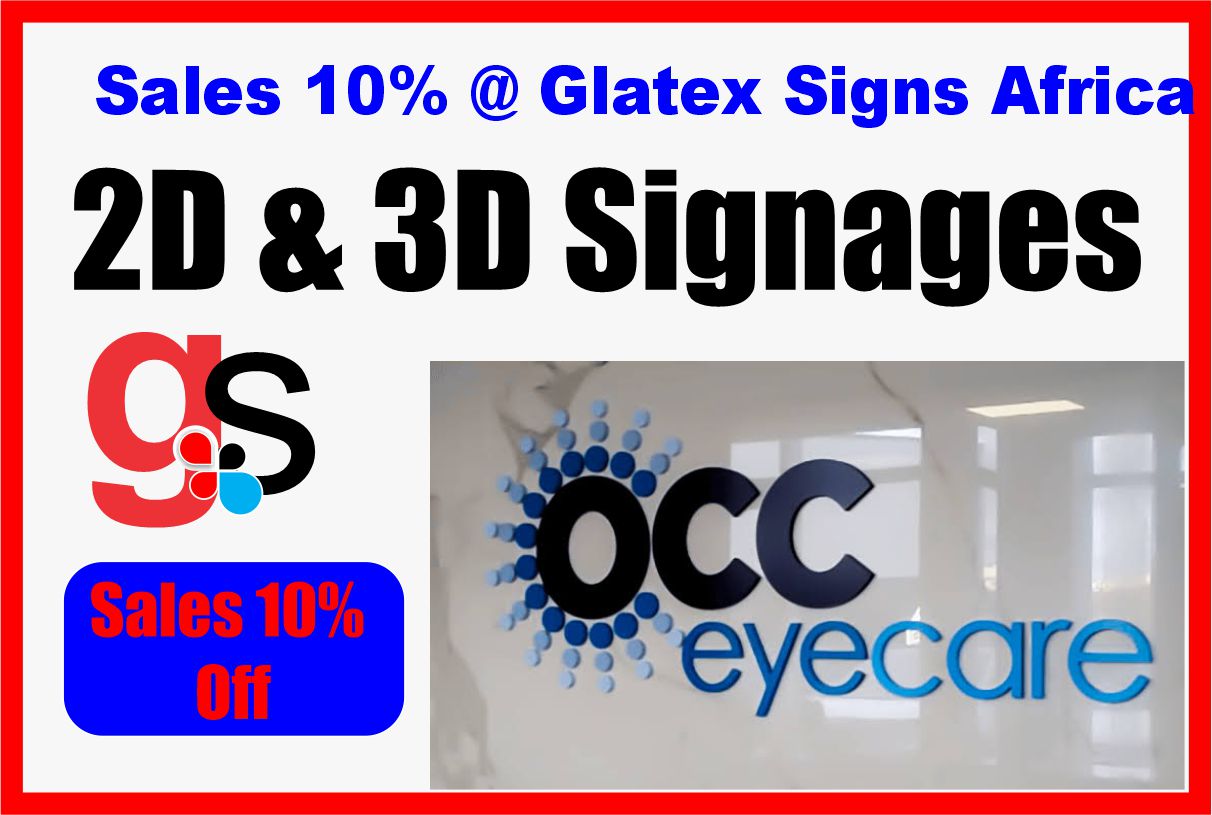 Sales 10% @ Glatex Signs Africa
2D & 3D Signages
gs
occ
eyecare
Sales 10%
Off